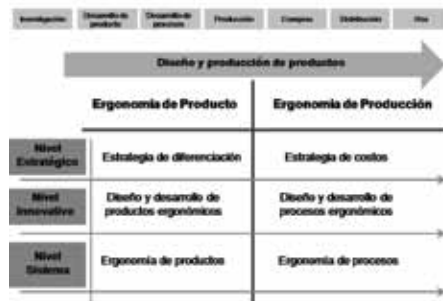 Investigación
Desarrollo de
producto
Desarrollo de
procesos
Producción
Compras
Distribución
Diseño y producción de productos
Ergonomía de Producto
Ergonomía de Producción
Nivel
Estratégico
Estrategia de diferenciación
Estrategia de costos
Nivel
Innovativo
Diseño y desarrollo de
productos ergonómicos
Diseño y desarrollo de
procesos ergonómicos
Nivel
Sistema
Ergonomía de productos
Ergonomía de procesos